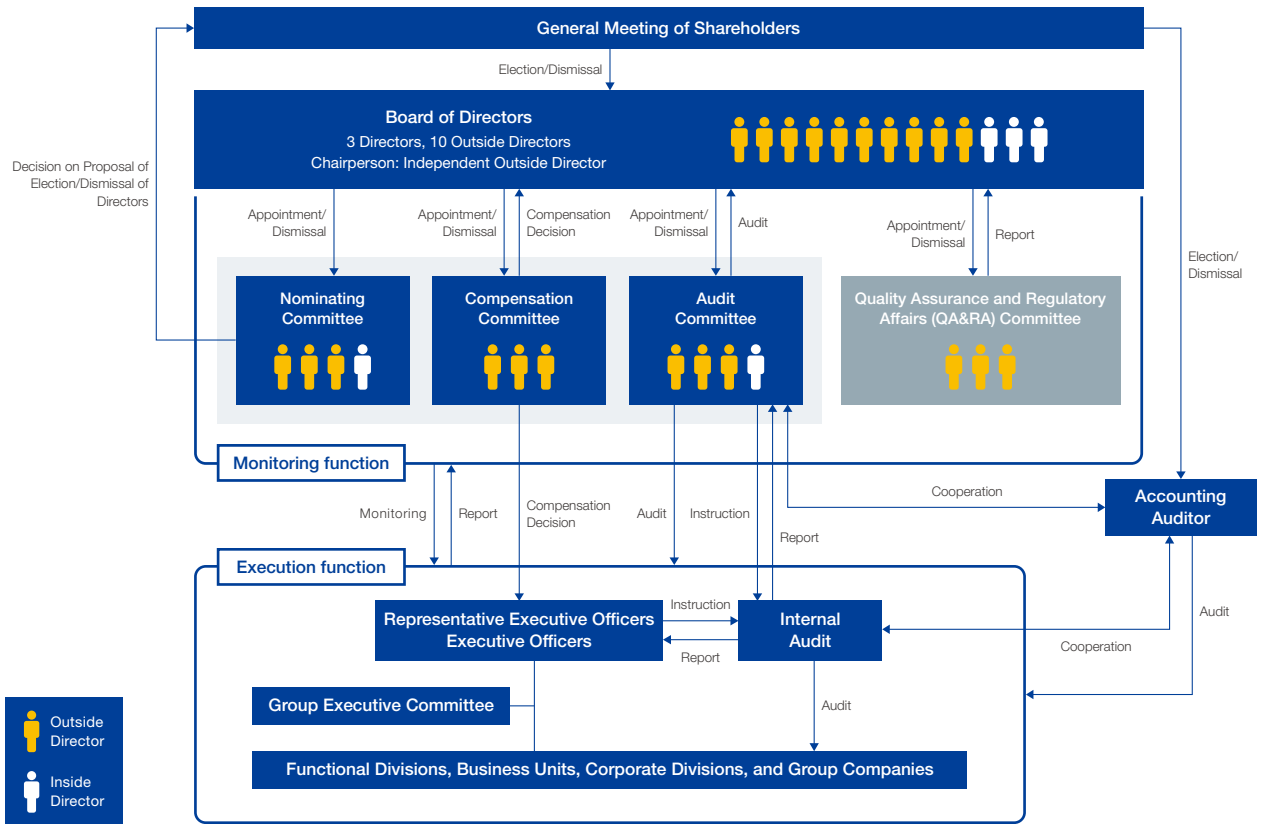 General Meeting of Shareholders
Election/Dismissal
Board of Directors
3 Directors, 10 Outside Directors
Chairperson: Independent Outside Director
Decision on Proposal of
Election/Dismissal of
Directors
Appointment/
Dismissal
Appointment/
Dismissal
Compensation
Decision
Appointment/
Dismissal
Audit
Appointment/
Dismissal
Report
Election/
Dismissal
Nominating
Committee
Compensation
Committee
Audit
Committee
Quality Assurance and Regulatory
Affairs (QA&RA) Committee
Monitoring function
Monitoring
Report
Compensation
Decision
Audit
Instruction
Report
Cooperation
Accounting
Auditor
Execution function
Representative Executive Officers
Executive Officers
Instruction
Report
Internal
Audit
Cooperation
Audit
Group Executive Committee
Audit
Functional Divisions, Business Units, Corporate Divisions, and Group Companies
Outside
Director
Inside
Director